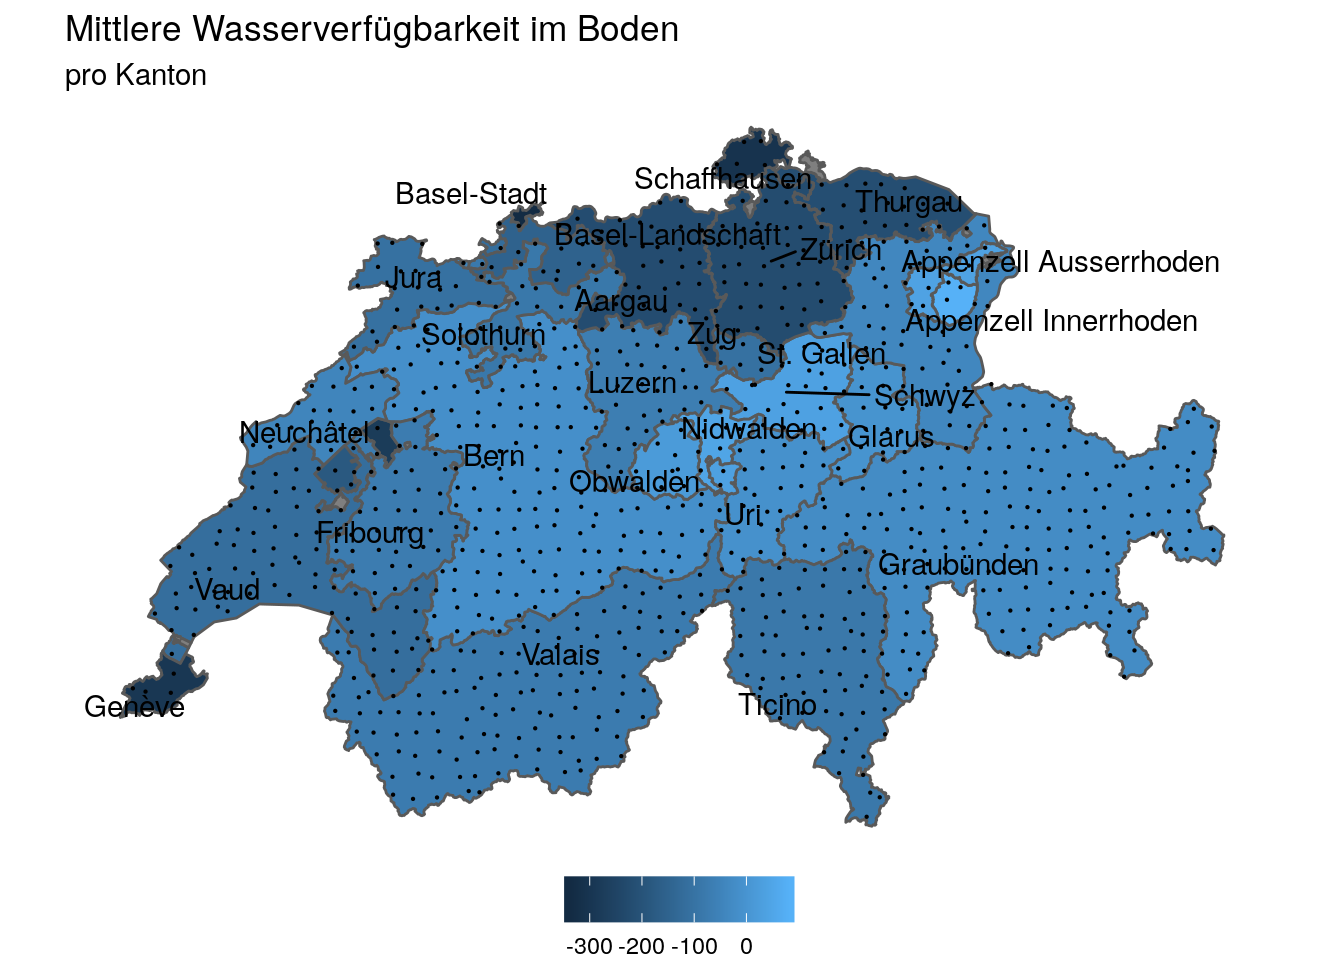 Mittlere Wasserverfügbarkeit im Boden
pro Kanton
Schaffhausen
Basel-Stadt
Thurgau
Basel-Landschaft
Zürich
Appenzell Ausserrhoden
Jura
Aargau
Appenzell Innerrhoden
Solothurn
Zug
St. Gallen
Luzern
Schwyz
Neuchâtel
Nidwalden
Glarus
Bern
Obwalden
Uri
Fribourg
Graubünden
Vaud
Valais
Ticino
Genève
-300 -200 -100 0